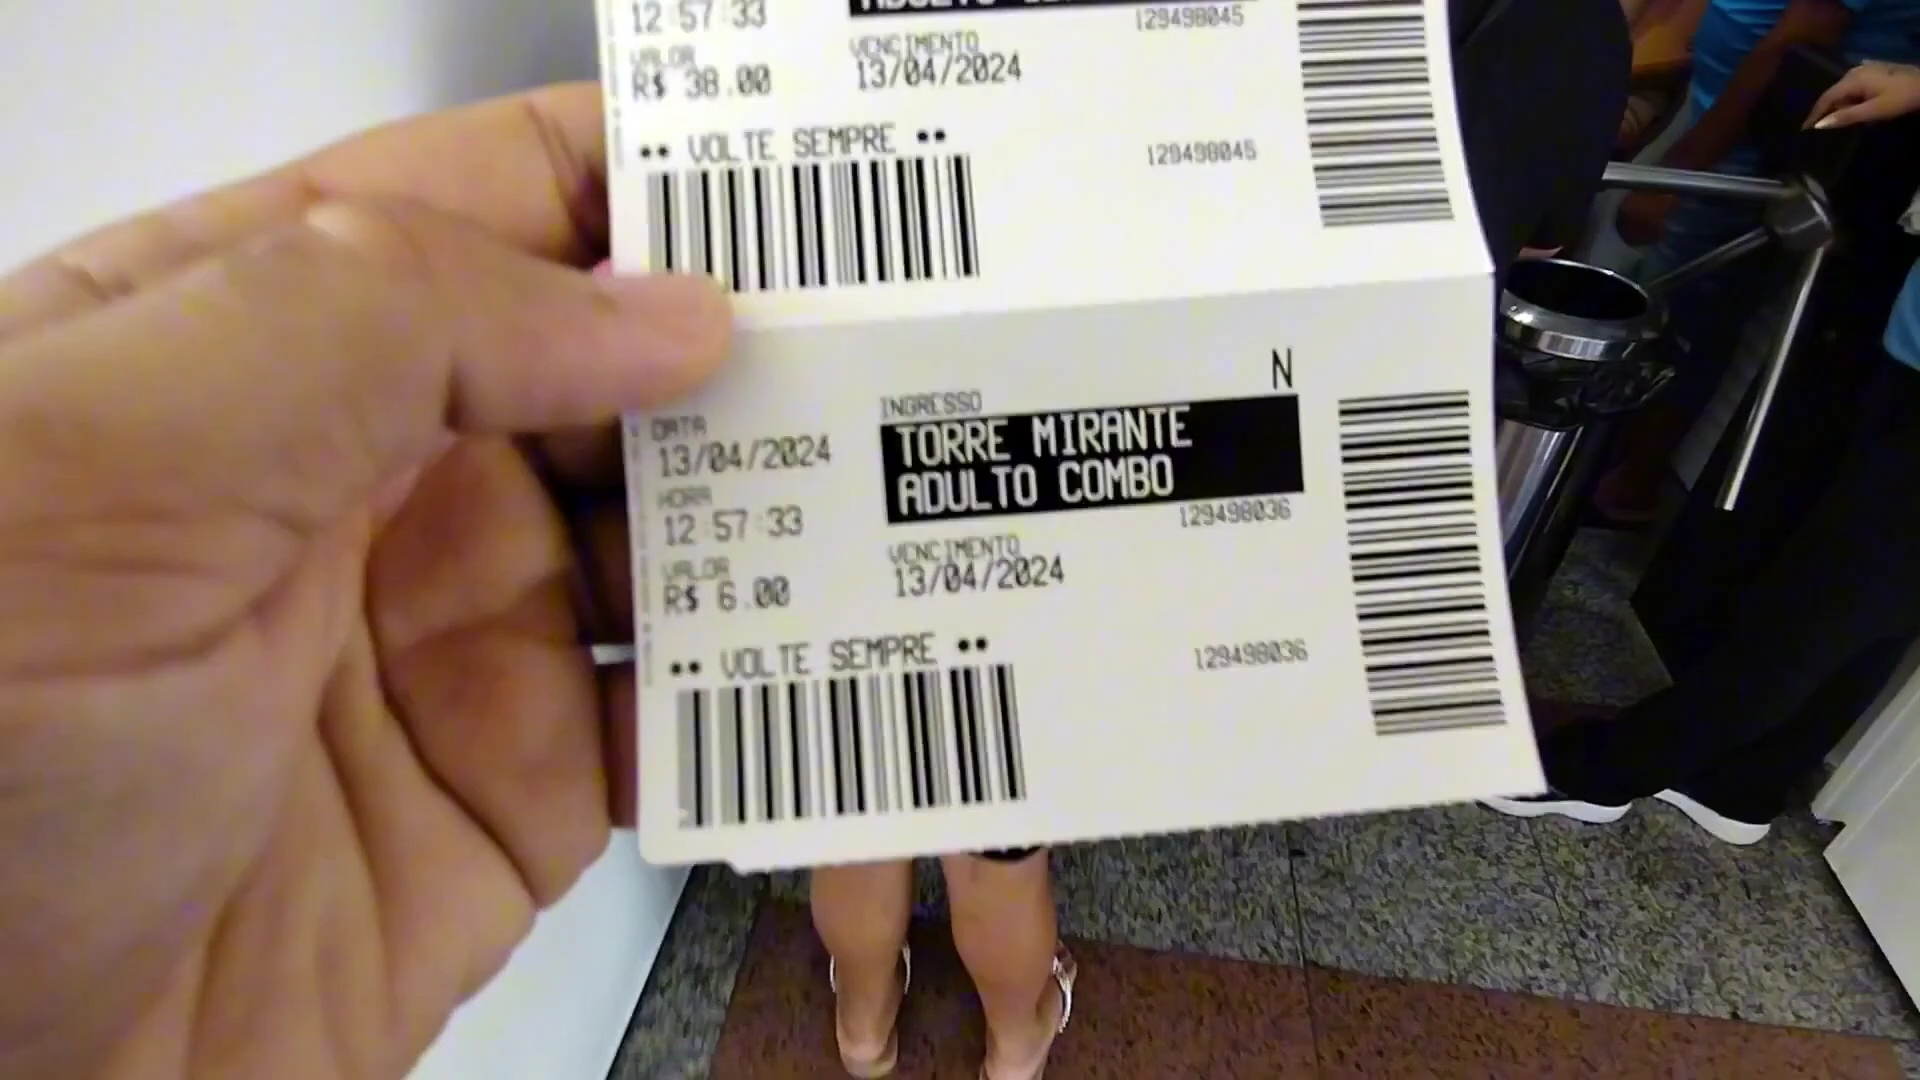 12:57:33
129498045
VALOR
R$ 38.00
VENCIMENTO
13/04/2024
•• VOLTE SEMPRE ••
129498045
N
DATA
13/04/2024
INGRESSO
TORRE MIRANTE
ADULTO COMBO
HORA
12:57:33
129498036
VALOR
R$ 6.00
VENCIMENTO
13/04/2024
•• VOLTE SEMPRE ••
129498036